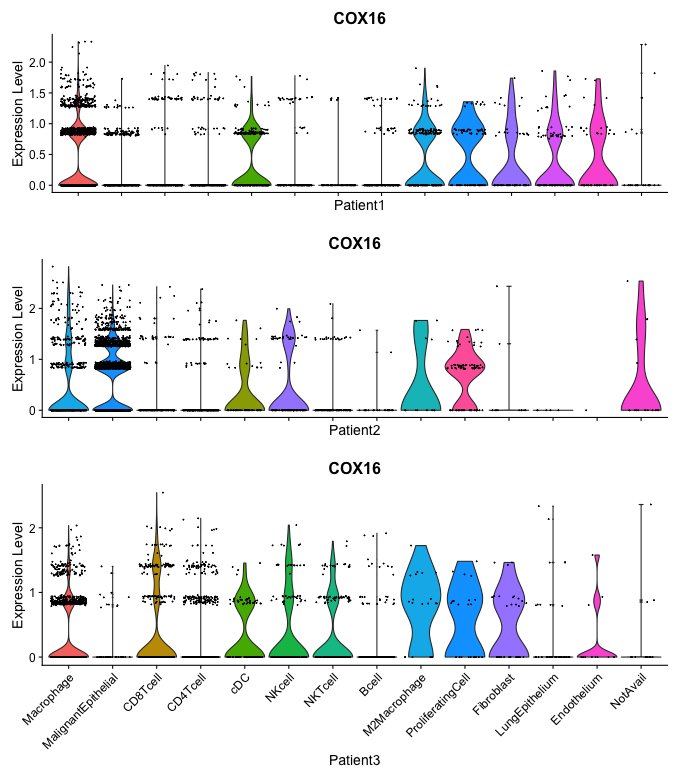 COX16
Expression Level
2.0
1.5
1.0
0.5
0.0
Patient1
COX16
Expression Level
2
1
0
Patient2
COX16
Expression Level
2
1
0
Macrophage
MalignantEpithelial
CD8Tcell
CD4Tcell
cDC
NKcell
NKTcell
Bcell
M2Macrophage
ProliferatingCell
Fibroblast
LungEpithelium
Endothelium
NotAvail
Patient3